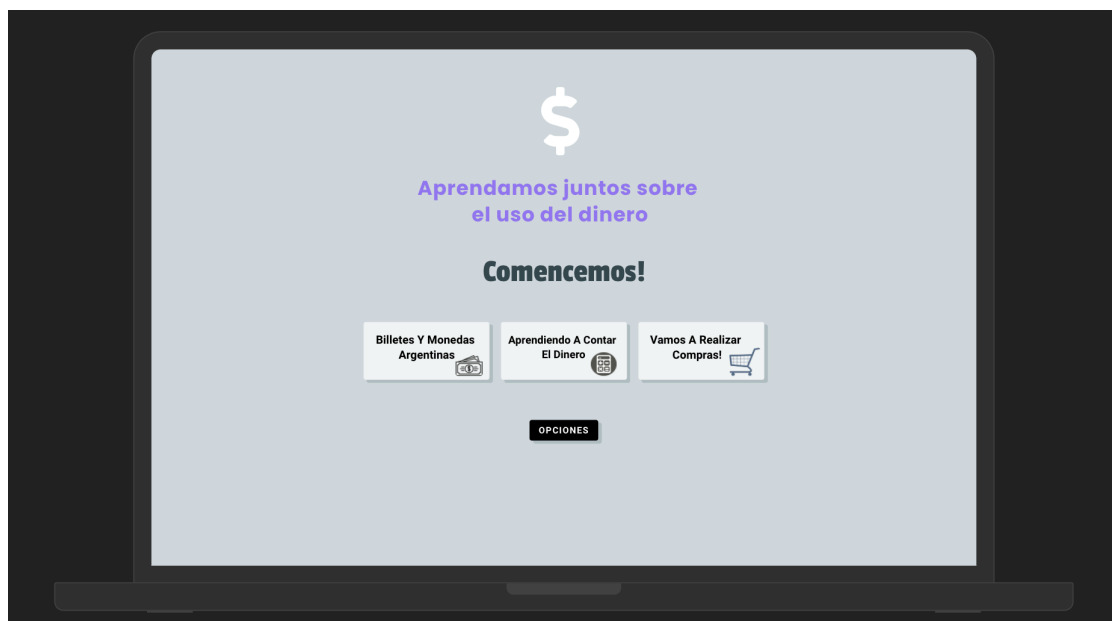 $
Aprendamos juntos sobre
el uso del dinero
Comencemos!
Billetes Y Monedas
Argentinas
Aprendiendo A Contar
El Dinero
Vamos A Realizar
Compras!
OPCIONES